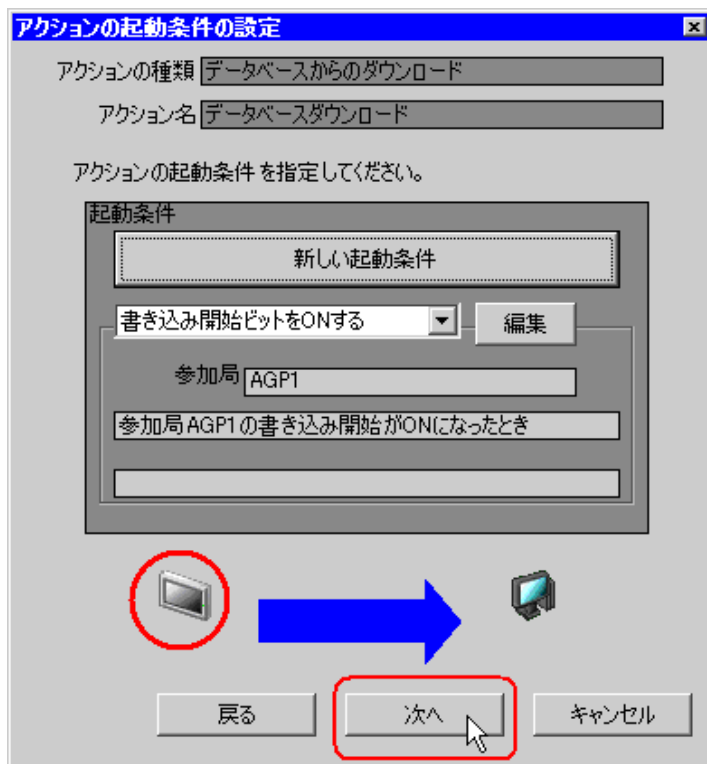 アクションの起動条件の設定
アクションの種類 データベースからのダウンロード
アクション名 データベースダウンロード
アクションの起動条件を指定してください。
起動条件
新しい起動条件
書き込み開始ビットをONする 編集
参加局 AGP1
参加局AGP1の書き込み開始がONになったとき
戻る 次へ キャンセル